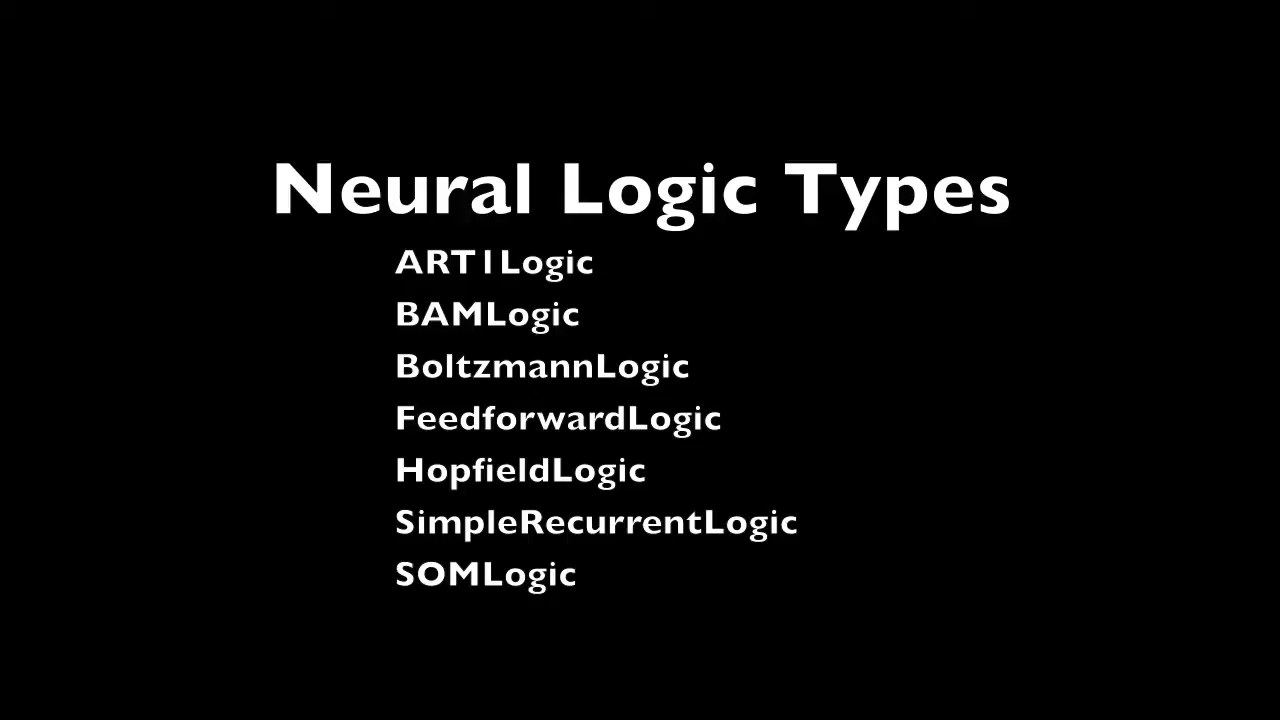 Neural Logic Types
ART1Logic
BAMLogic
BoltzmannLogic
FeedforwardLogic
HopfieldLogic
SimpleRecurrentLogic
SOMLogic